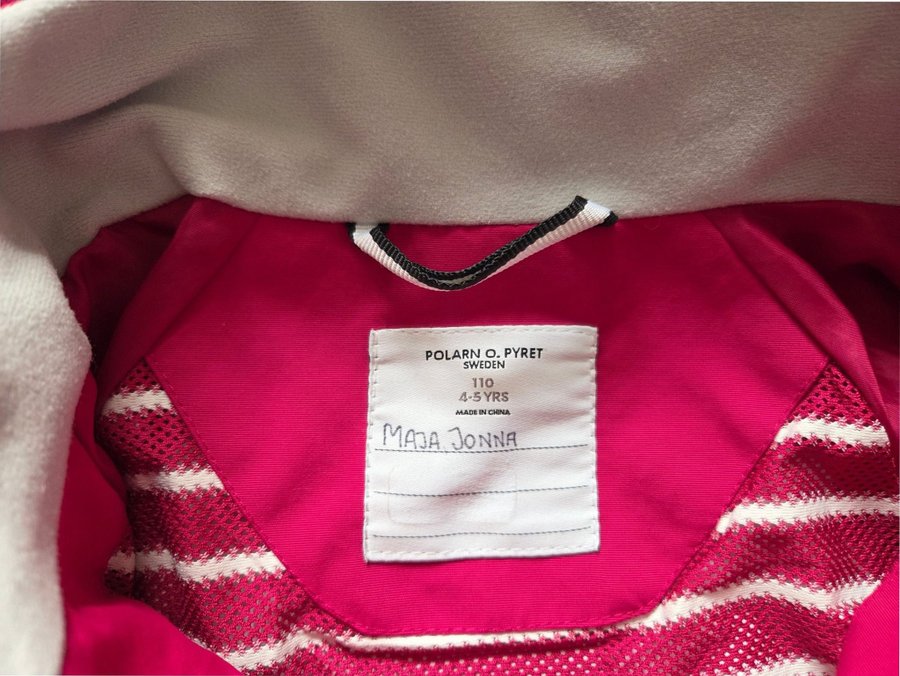 POLARN O. PYRET
SWEDEN
110
4-5 YRS
MADE IN CHINA
MAJA JONNA